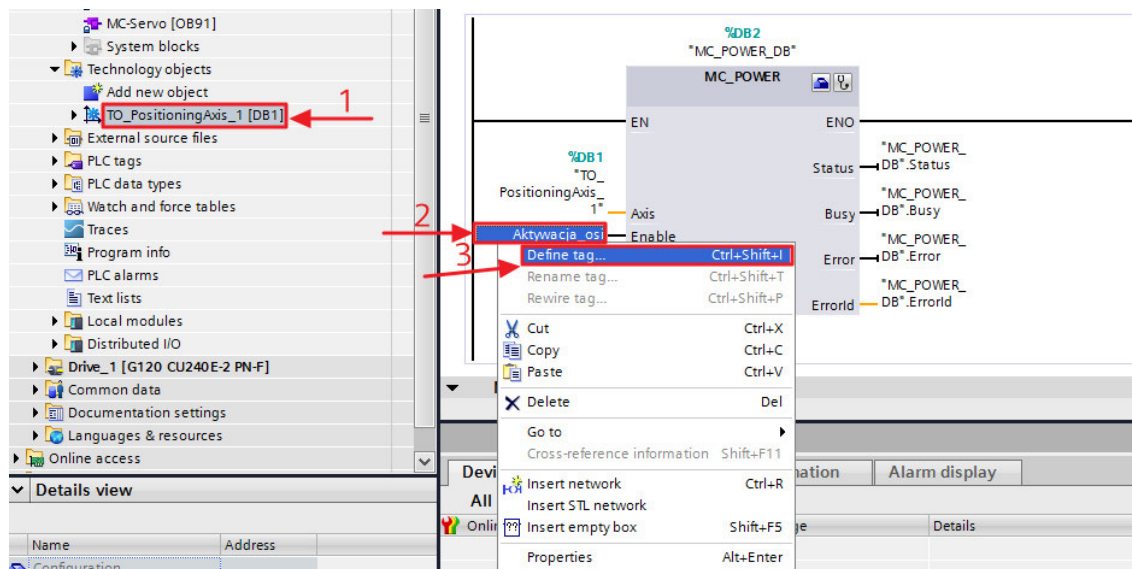 MC-Servo [OB91]
System blocks
Technology objects
Add new object
TO_PositioningAxis_1 [DB1]
1
External source files
PLC tags
PLC data types
Watch and force tables
Traces
Program info
PLC alarms
Text lists
Local modules
Distributed I/O
Drive_1 [G120 CU240E-2 PN-F]
Common data
Documentation settings
Languages & resources
Online access
Details view
Name Address
Configuration
%DB2
"MC_POWER_DB"
MC_POWER
EN ENO
%DB1
"TO_
PositioningAxis_
1" Axis
2
Aktywacja_osi Enable
"MC_POWER_
Status DB".Status
"MC_POWER_
Busy DB".Busy
"MC_POWER_
Error DB".Error
"MC_POWER_
ErrorId DB".ErrorId
3
Define tag... Ctrl+Shift+I
Rename tag... Ctrl+Shift+T
Rewire tag... Ctrl+Shift+P
Cut Ctrl+X
Copy Ctrl+C
Paste Ctrl+V
Delete Del
Go to
Cross-reference information Shift+F11
Insert network Ctrl+R
Insert STL network
Insert empty box Shift+F5
Properties Alt+Enter
Devi
Alarm display
All
Details